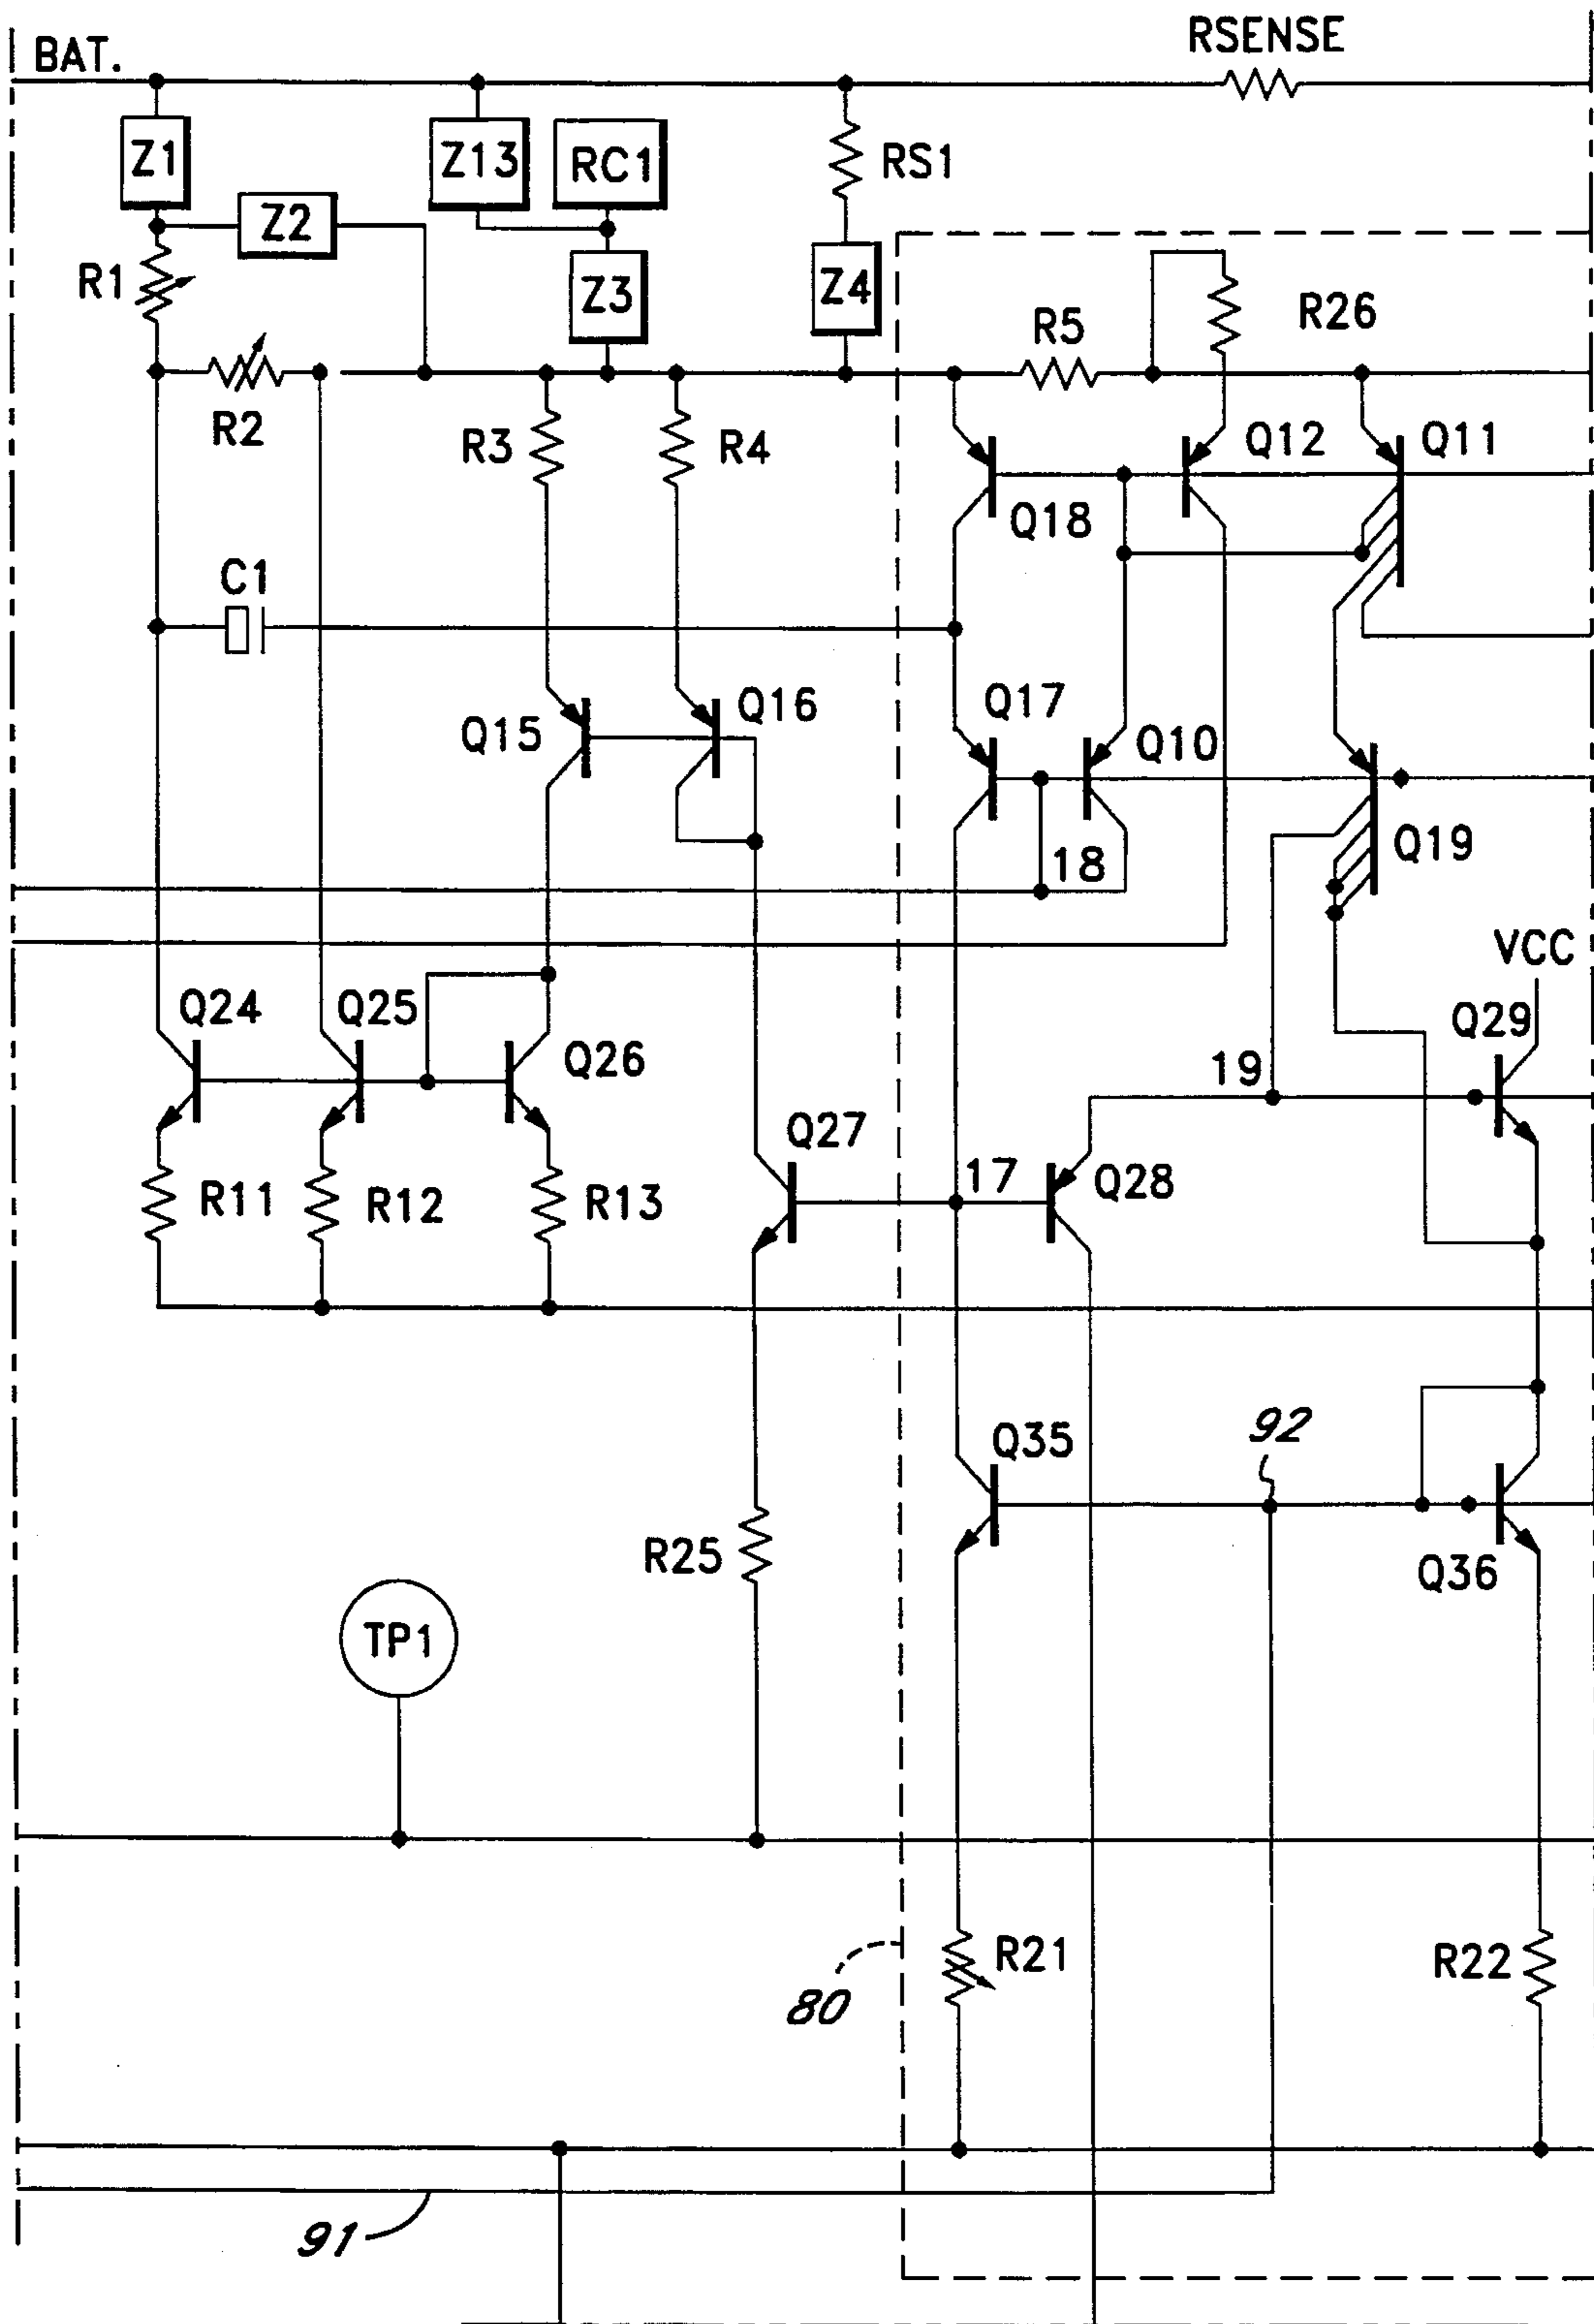 RSENSE
BAT.
Z1
Z13
RC1
RS1
Z2
R1
Z3
Z4
R26
R5
R2
R3
R4
Q12
Q11
Q18
C1
Q17
Q16
Q15
Q10
18
Q19
VCC
Q24
Q25
Q29
Q26
19
Q27
17
Q28
R11
R12
R13
92
Q35
R25
Q36
TP1
R21
R22
80
91